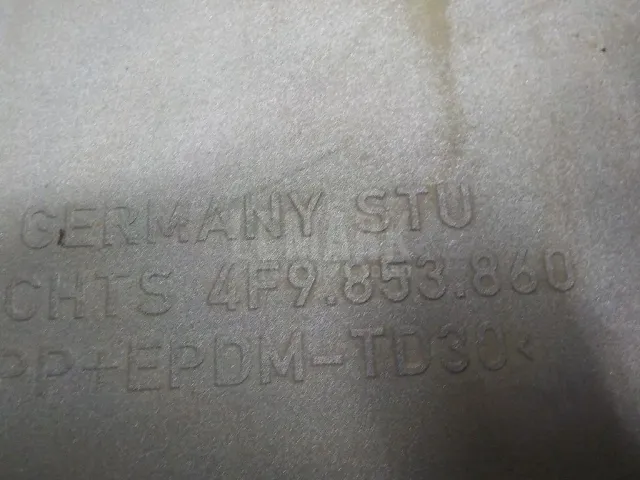 GERMANY STU
CHTS 4F9.853.860
PP+EPDM-TD30<